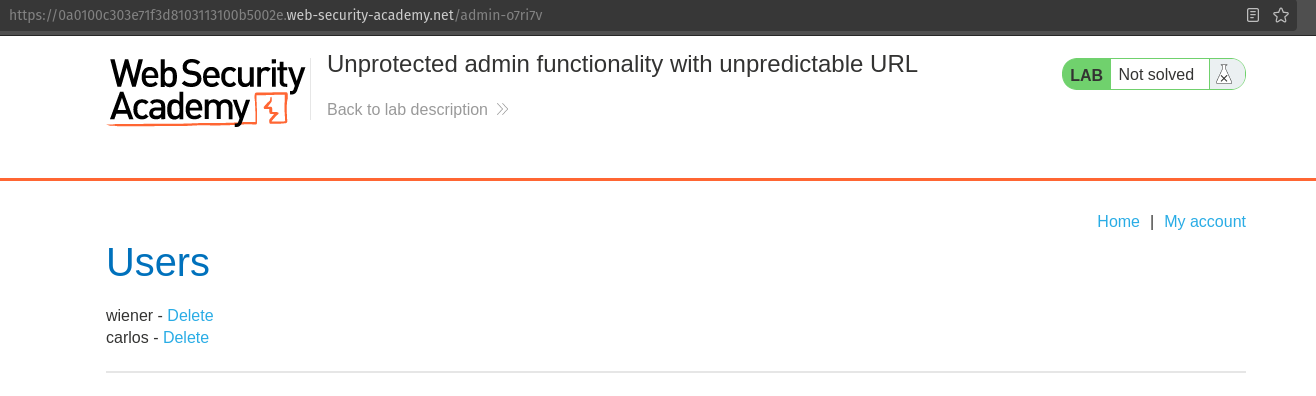 https://0a0100c303e71f3d8103113100b5002e.web-security-academy.net/admin-o7ri7v
Web Security
Academy
Unprotected admin functionality with unpredictable URL
Back to lab description
LAB Not solved
Home | My account
Users
wiener - Delete
carlos - Delete